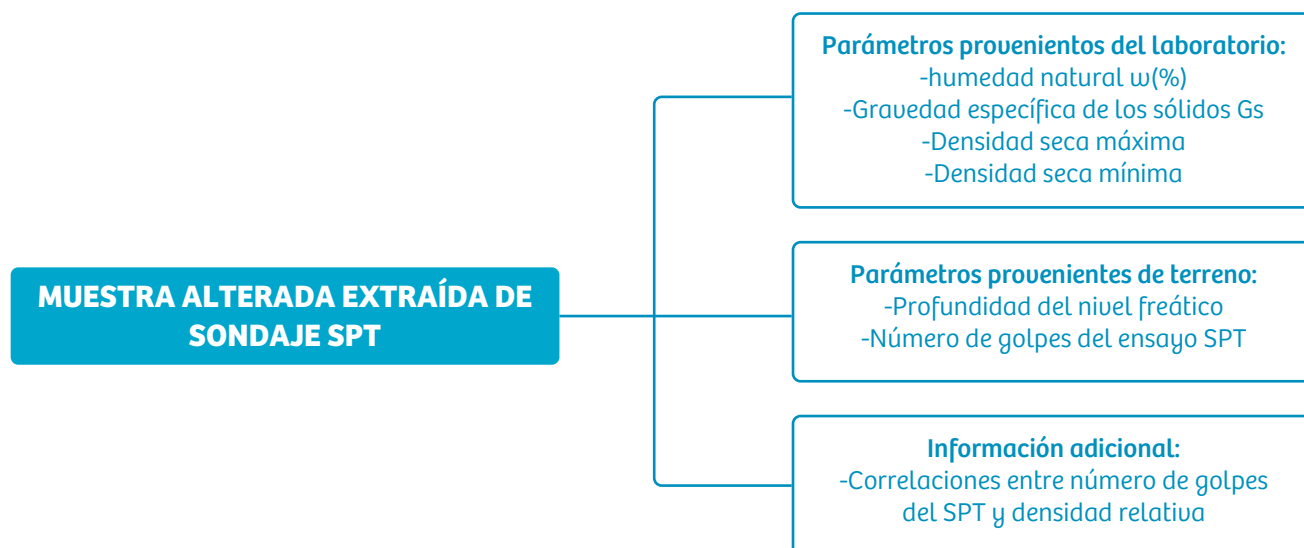 Parámetros provenientos del laboratorio:
-humedad natural w(%)
-Gravedad específica de los sólidos Gs
-Densidad seca máxima
-Densidad seca mínima
MUESTRA ALTERADA EXTRAÍDA DE
SONDAJE SPT
Parámetros provenientes de terreno:
-Profundidad del nivel freático
-Número de golpes del ensayo SPT
Información adicional:
-Correlaciones entre número de golpes
del SPT y densidad relativa